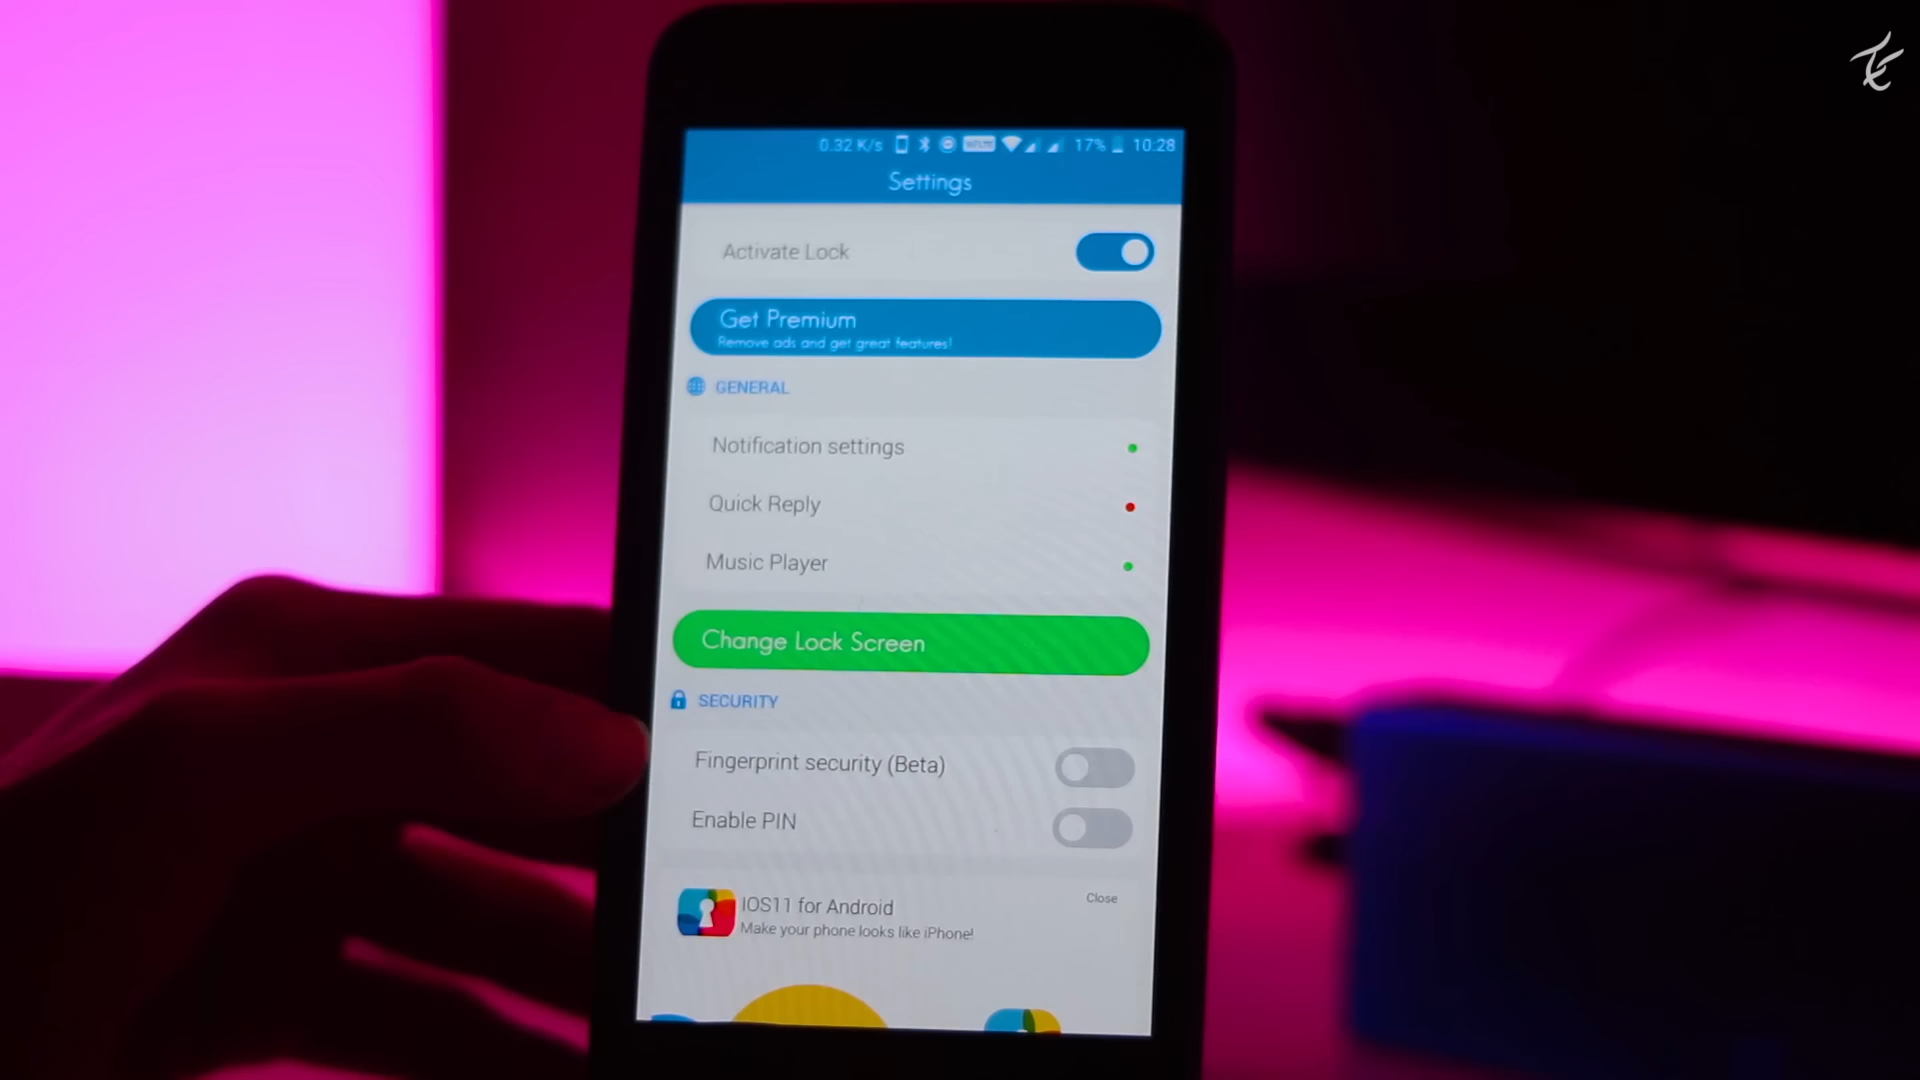 0.32 K/s 17% 10:28
Settings
Activate Lock
Get Premium
Remove ads and get great features!
GENERAL
Notification settings
Quick Reply
Music Player
Change Lock Screen
SECURITY
Fingerprint security (Beta)
Enable PIN
IOS11 for Android
Close
Make your phone looks like iPhone!